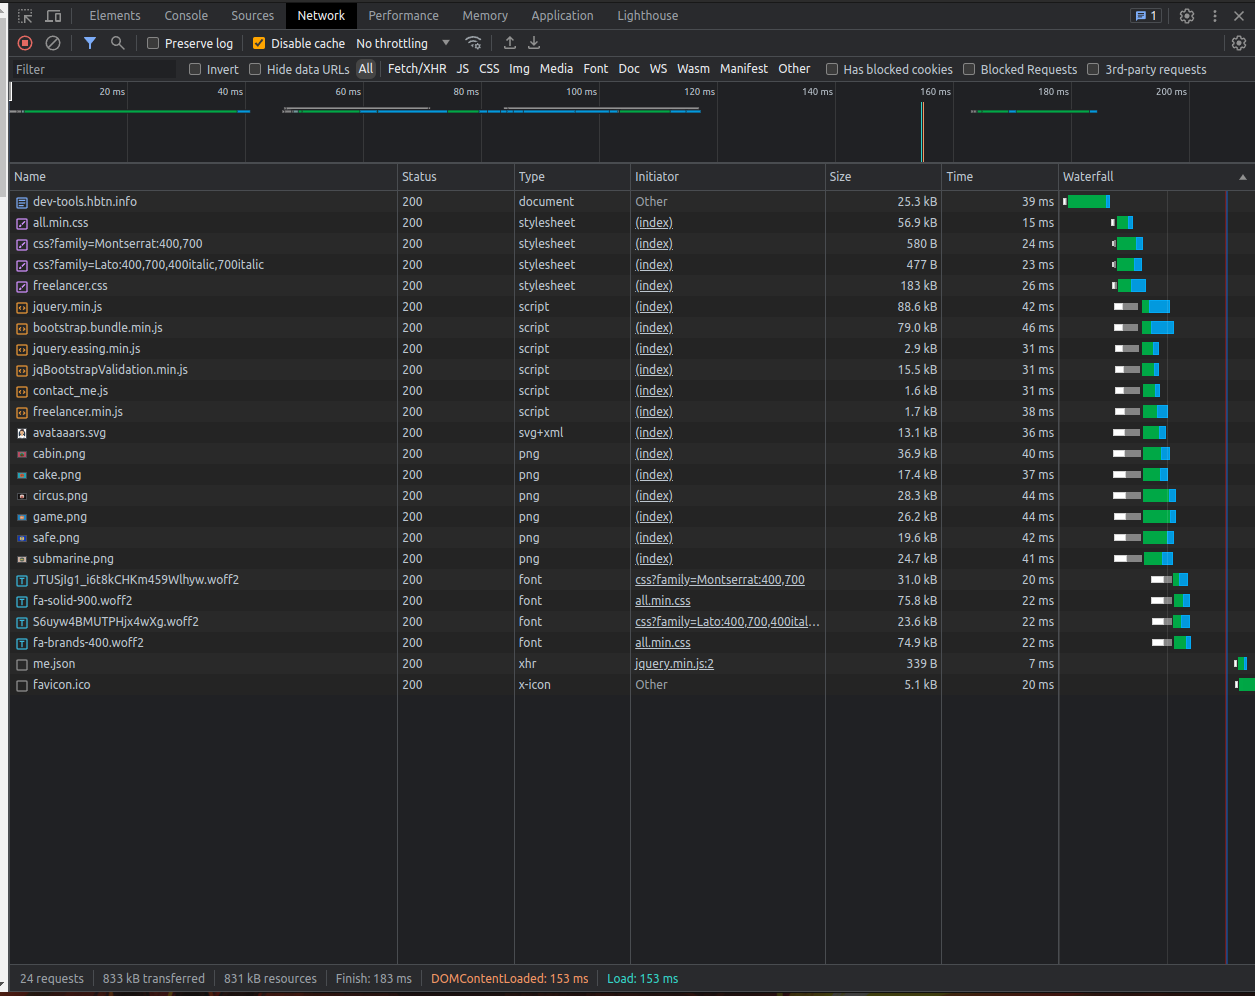 Elements Console Sources Network Performance Memory Application Lighthouse 1
Preserve log Disable cache No throttling
Filter Invert Hide data URLs All Fetch/XHR JS CSS Img Media Font Doc WS Wasm Manifest Other Has blocked cookies Blocked Requests 3rd-party requests
20 ms 40 ms 60 ms 80 ms 100 ms 120 ms 140 ms 160 ms 180 ms 200 ms
Name Status Type Initiator Size Time Waterfall
dev-tools.hbtn.info 200 document Other 25.3 kB 39 ms
all.min.css 200 stylesheet (index) 56.9 kB 15 ms
css?family=Montserrat:400,700 200 stylesheet (index) 580 B 24 ms
css?family=Lato:400,700,400italic,700italic 200 stylesheet (index) 477 B 23 ms
freelancer.css 200 stylesheet (index) 183 kB 26 ms
jquery.min.js 200 script (index) 88.6 kB 42 ms
bootstrap.bundle.min.js 200 script (index) 79.0 kB 46 ms
jquery.easing.min.js 200 script (index) 2.9 kB 31 ms
jqBootstrapValidation.min.js 200 script (index) 15.5 kB 31 ms
contact_me.js 200 script (index) 1.6 kB 31 ms
freelancer.min.js 200 script (index) 1.7 kB 38 ms
avataaars.svg 200 svg+xml (index) 13.1 kB 36 ms
cabin.png 200 png (index) 36.9 kB 40 ms
cake.png 200 png (index) 17.4 kB 37 ms
circus.png 200 png (index) 28.3 kB 44 ms
game.png 200 png (index) 26.2 kB 44 ms
safe.png 200 png (index) 19.6 kB 42 ms
submarine.png 200 png (index) 24.7 kB 41 ms
JTUSjIg1_i6t8kCHKm459Wlhyw.woff2 200 font css?family=Montserrat:400,700 31.0 kB 20 ms
fa-solid-900.woff2 200 font all.min.css 75.8 kB 22 ms
S6uyw4BMUTPHjx4wXg.woff2 200 font css?family=Lato:400,700,400ital... 23.6 kB 22 ms
fa-brands-400.woff2 200 font all.min.css 74.9 kB 22 ms
me.json 200 xhr jquery.min.js:2 339 B 7 ms
favicon.ico 200 x-icon Other 5.1 kB 20 ms
24 requests 833 kB transferred 831 kB resources Finish: 183 ms DOMContentLoaded: 153 ms Load: 153 ms